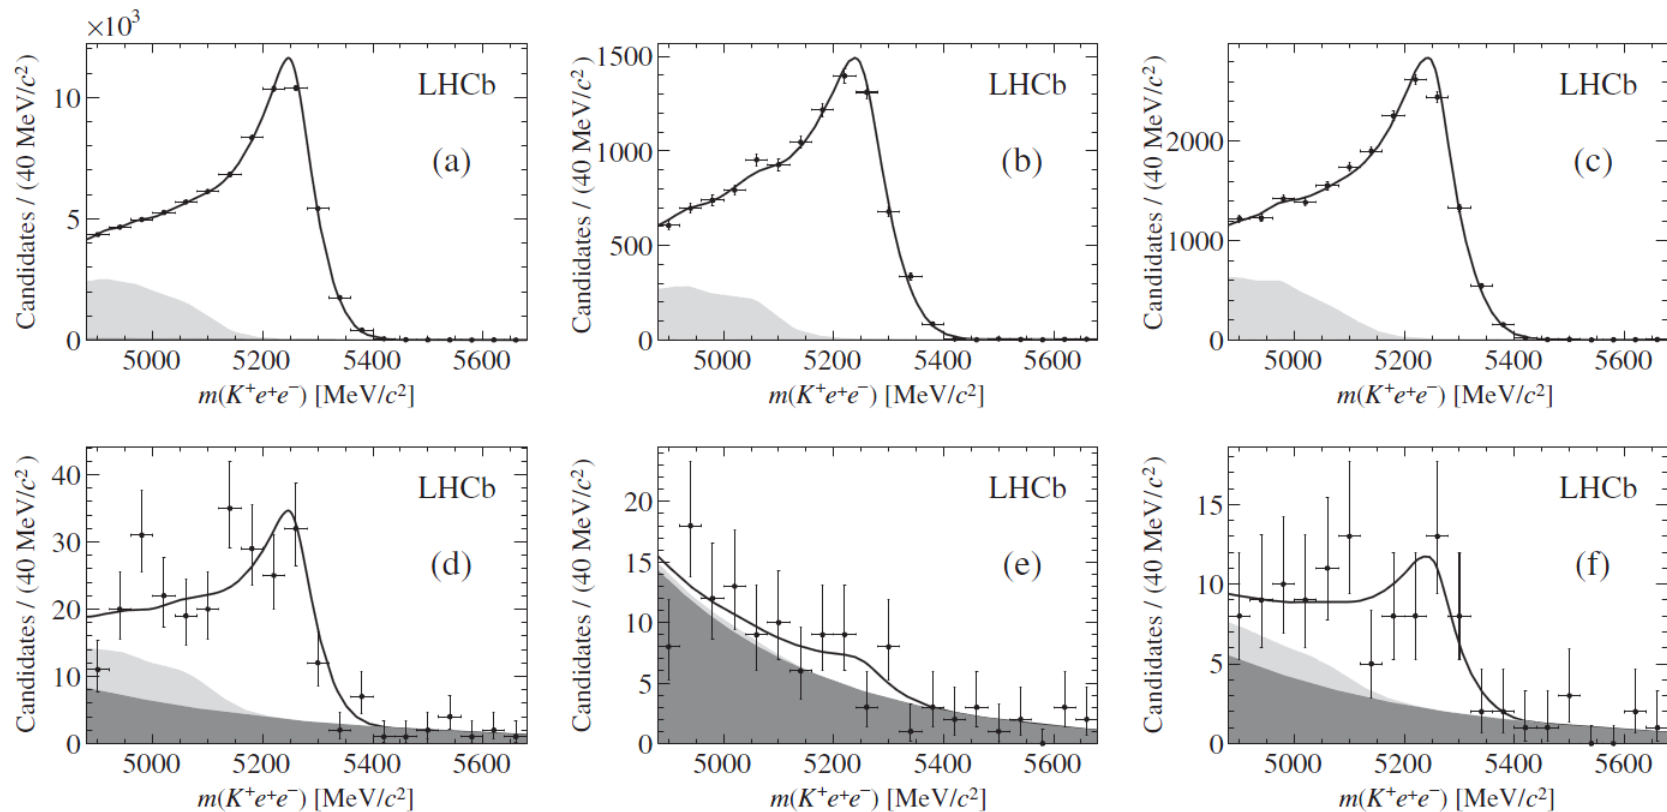 ×10³
10
5
0
Candidates / (40 MeV/c²)
LHCb
(a)
5000 5200 5400 5600
m(K⁺e⁺e⁻) [MeV/c²]
1500
1000
500
0
Candidates / (40 MeV/c²)
LHCb
(b)
5000 5200 5400 5600
m(K⁺e⁺e⁻) [MeV/c²]
2000
1000
0
Candidates / (40 MeV/c²)
LHCb
(c)
5000 5200 5400 5600
m(K⁺e⁺e⁻) [MeV/c²]
40
30
20
10
0
Candidates / (40 MeV/c²)
LHCb
(d)
5000 5200 5400 5600
m(K⁺e⁺e⁻) [MeV/c²]
20
15
10
5
0
Candidates / (40 MeV/c²)
LHCb
(e)
5000 5200 5400 5600
m(K⁺e⁺e⁻) [MeV/c²]
15
10
5
0
Candidates / (40 MeV/c²)
LHCb
(f)
5000 5200 5400 5600
m(K⁺e⁺e⁻) [MeV/c²]